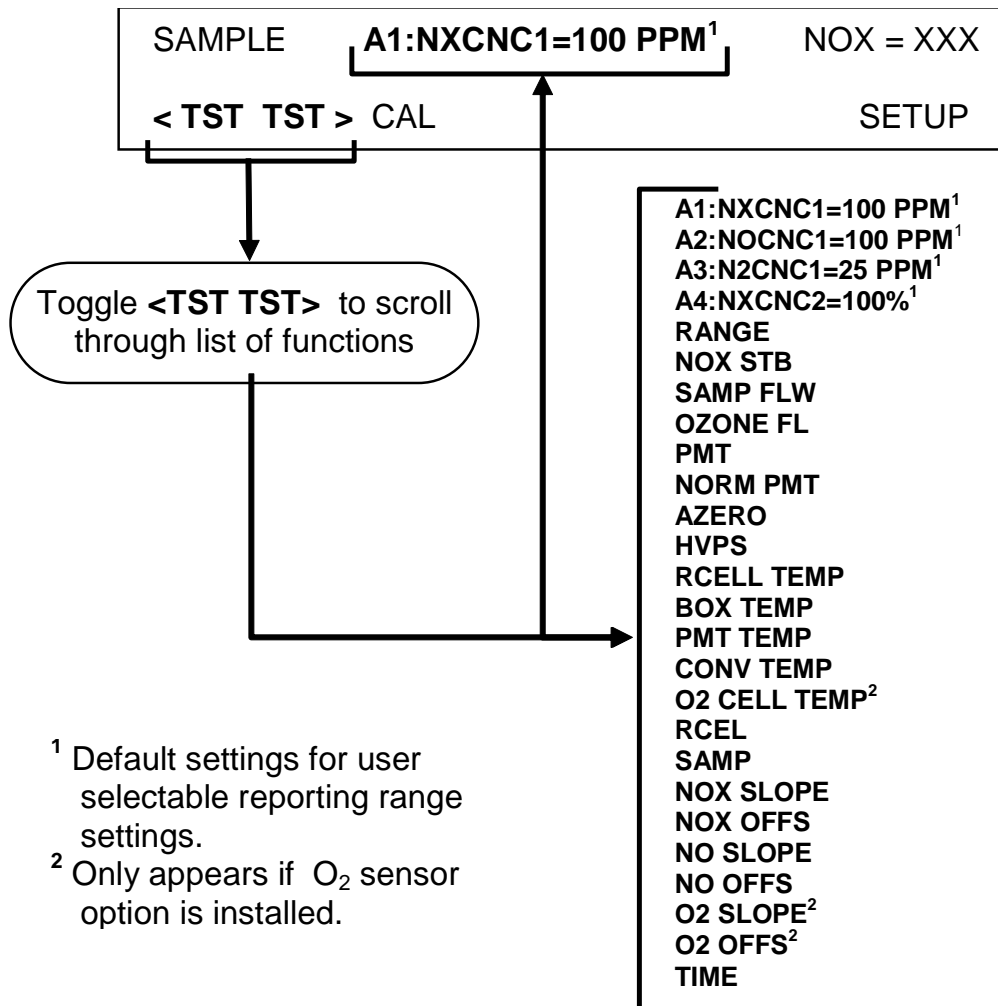 SAMPLE A1:NXCNC1=100 PPM¹ NOX = XXX
< TST TST > CAL SETUP
Toggle <TST TST> to scroll
through list of functions
A1:NXCNC1=100 PPM¹
A2:NOCNC1=100 PPM¹
A3:N2CNC1=25 PPM¹
A4:NXCNC2=100%¹
RANGE
NOX STB
SAMP FLW
OZONE FL
PMT
NORM PMT
AZERO
HVPS
RCELL TEMP
BOX TEMP
PMT TEMP
CONV TEMP
O2 CELL TEMP²
RCEL
SAMP
NOX SLOPE
NOX OFFS
NO SLOPE
NO OFFS
O2 SLOPE²
O2 OFFS²
TIME
¹ Default settings for user
selectable reporting range
settings.
² Only appears if O₂ sensor
option is installed.